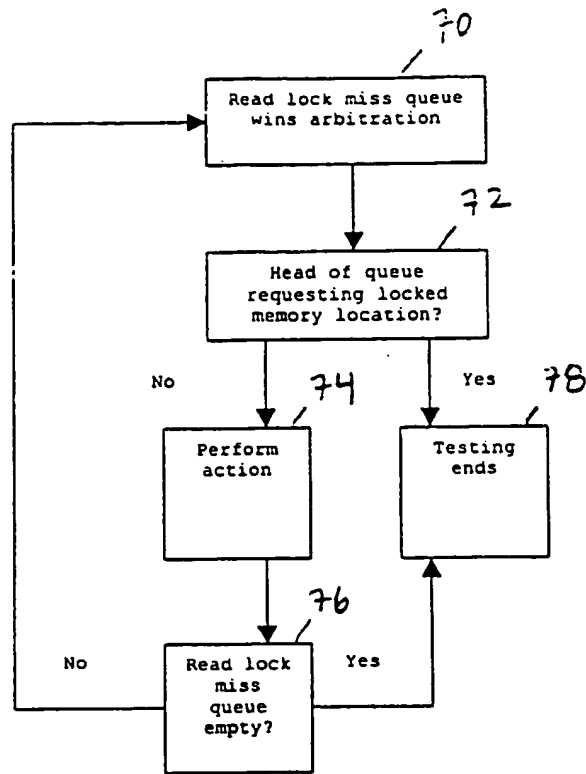 70
Read lock miss queue
wins arbitration
72
Head of queue
requesting locked
memory location?
No
74
Yes
78
Perform
action
Testing
ends
76
No
Read lock
miss
queue
empty?
Yes